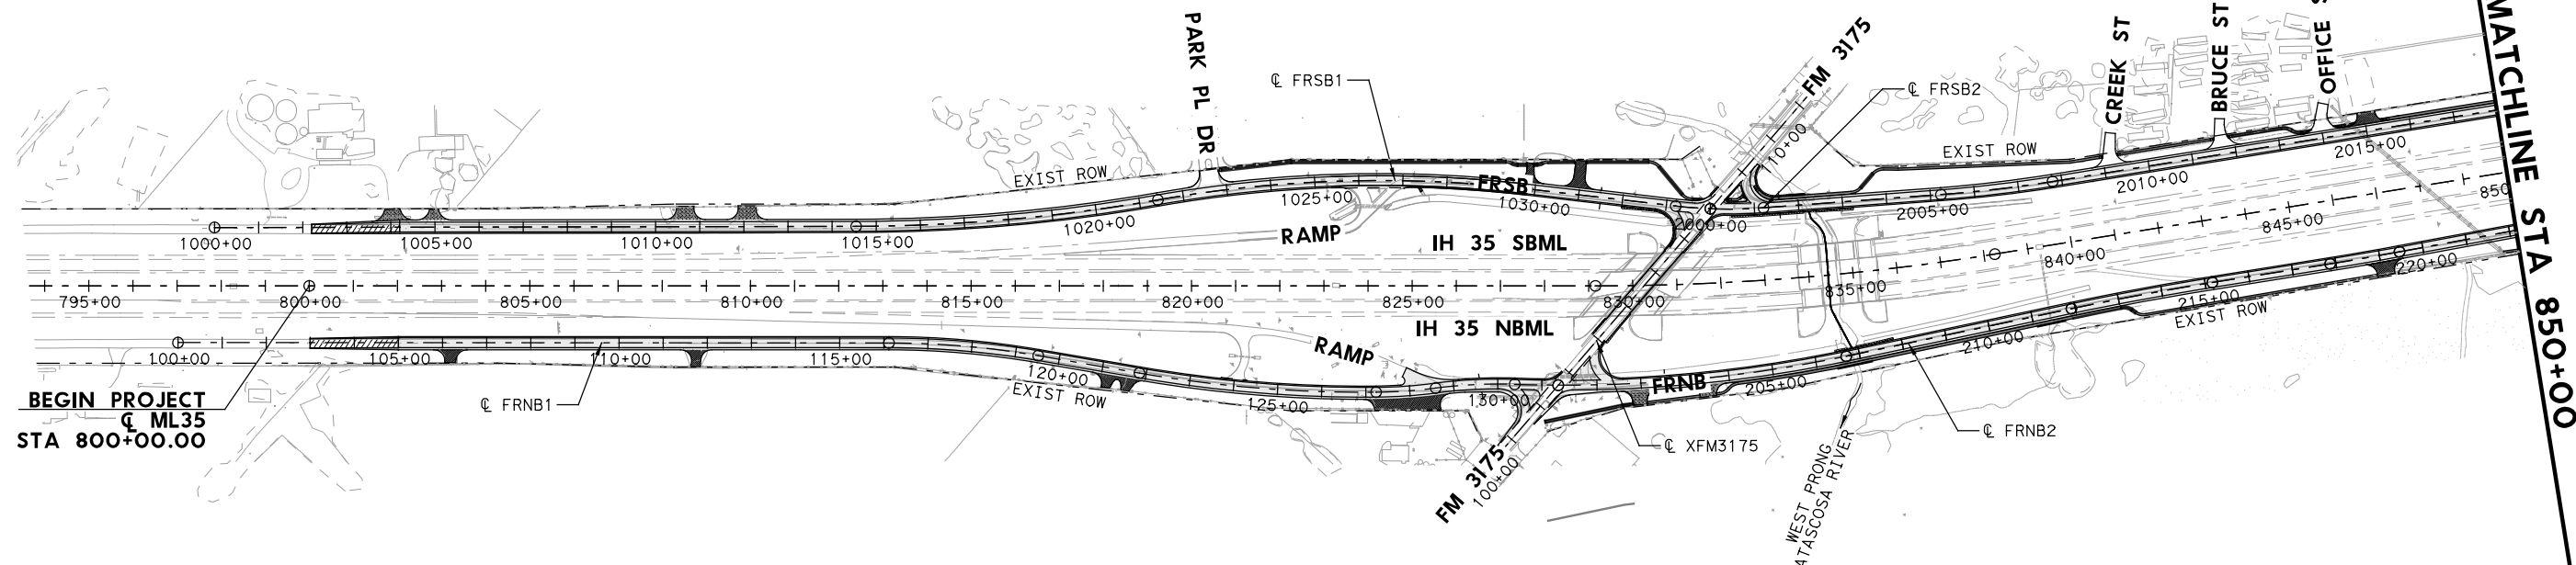 PARK PL DR
℄ FRSB1
FM 3175
10+00
℄ FRSB2
CREEK ST
BRUCE ST
OFFICE
MATCHLINE STA 850+00
EXIST ROW
EXIST ROW
FRSB
1000+00
1005+00
1010+00
1015+00
1020+00
1025+00
1030+00
2000+00
2005+00
2010+00
2015+00
RAMP
IH 35 SBML
795+00
800+00
805+00
810+00
815+00
820+00
825+00
830+00
835+00
840+00
845+00
850
IH 35 NBML
RAMP
100+00
105+00
110+00
115+00
120+00
125+00
130+00
FRNB
205+00
210+00
215+00
220+00
EXIST ROW
EXIST ROW
BEGIN PROJECT
℄ ML35
STA 800+00.00
℄ FRNB1
FM 3175
100+00
℄ XFM3175
℄ FRNB2
WEST PRONG
ATASCOSA RIVER